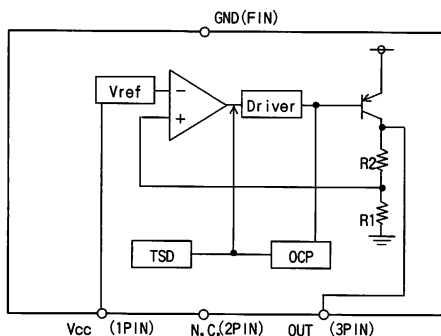 GND(FIN)
Vref
−
+
Driver
R2
R1
TSD
OCP
Vcc (1PIN)
N.C.(2PIN)
OUT (3PIN)